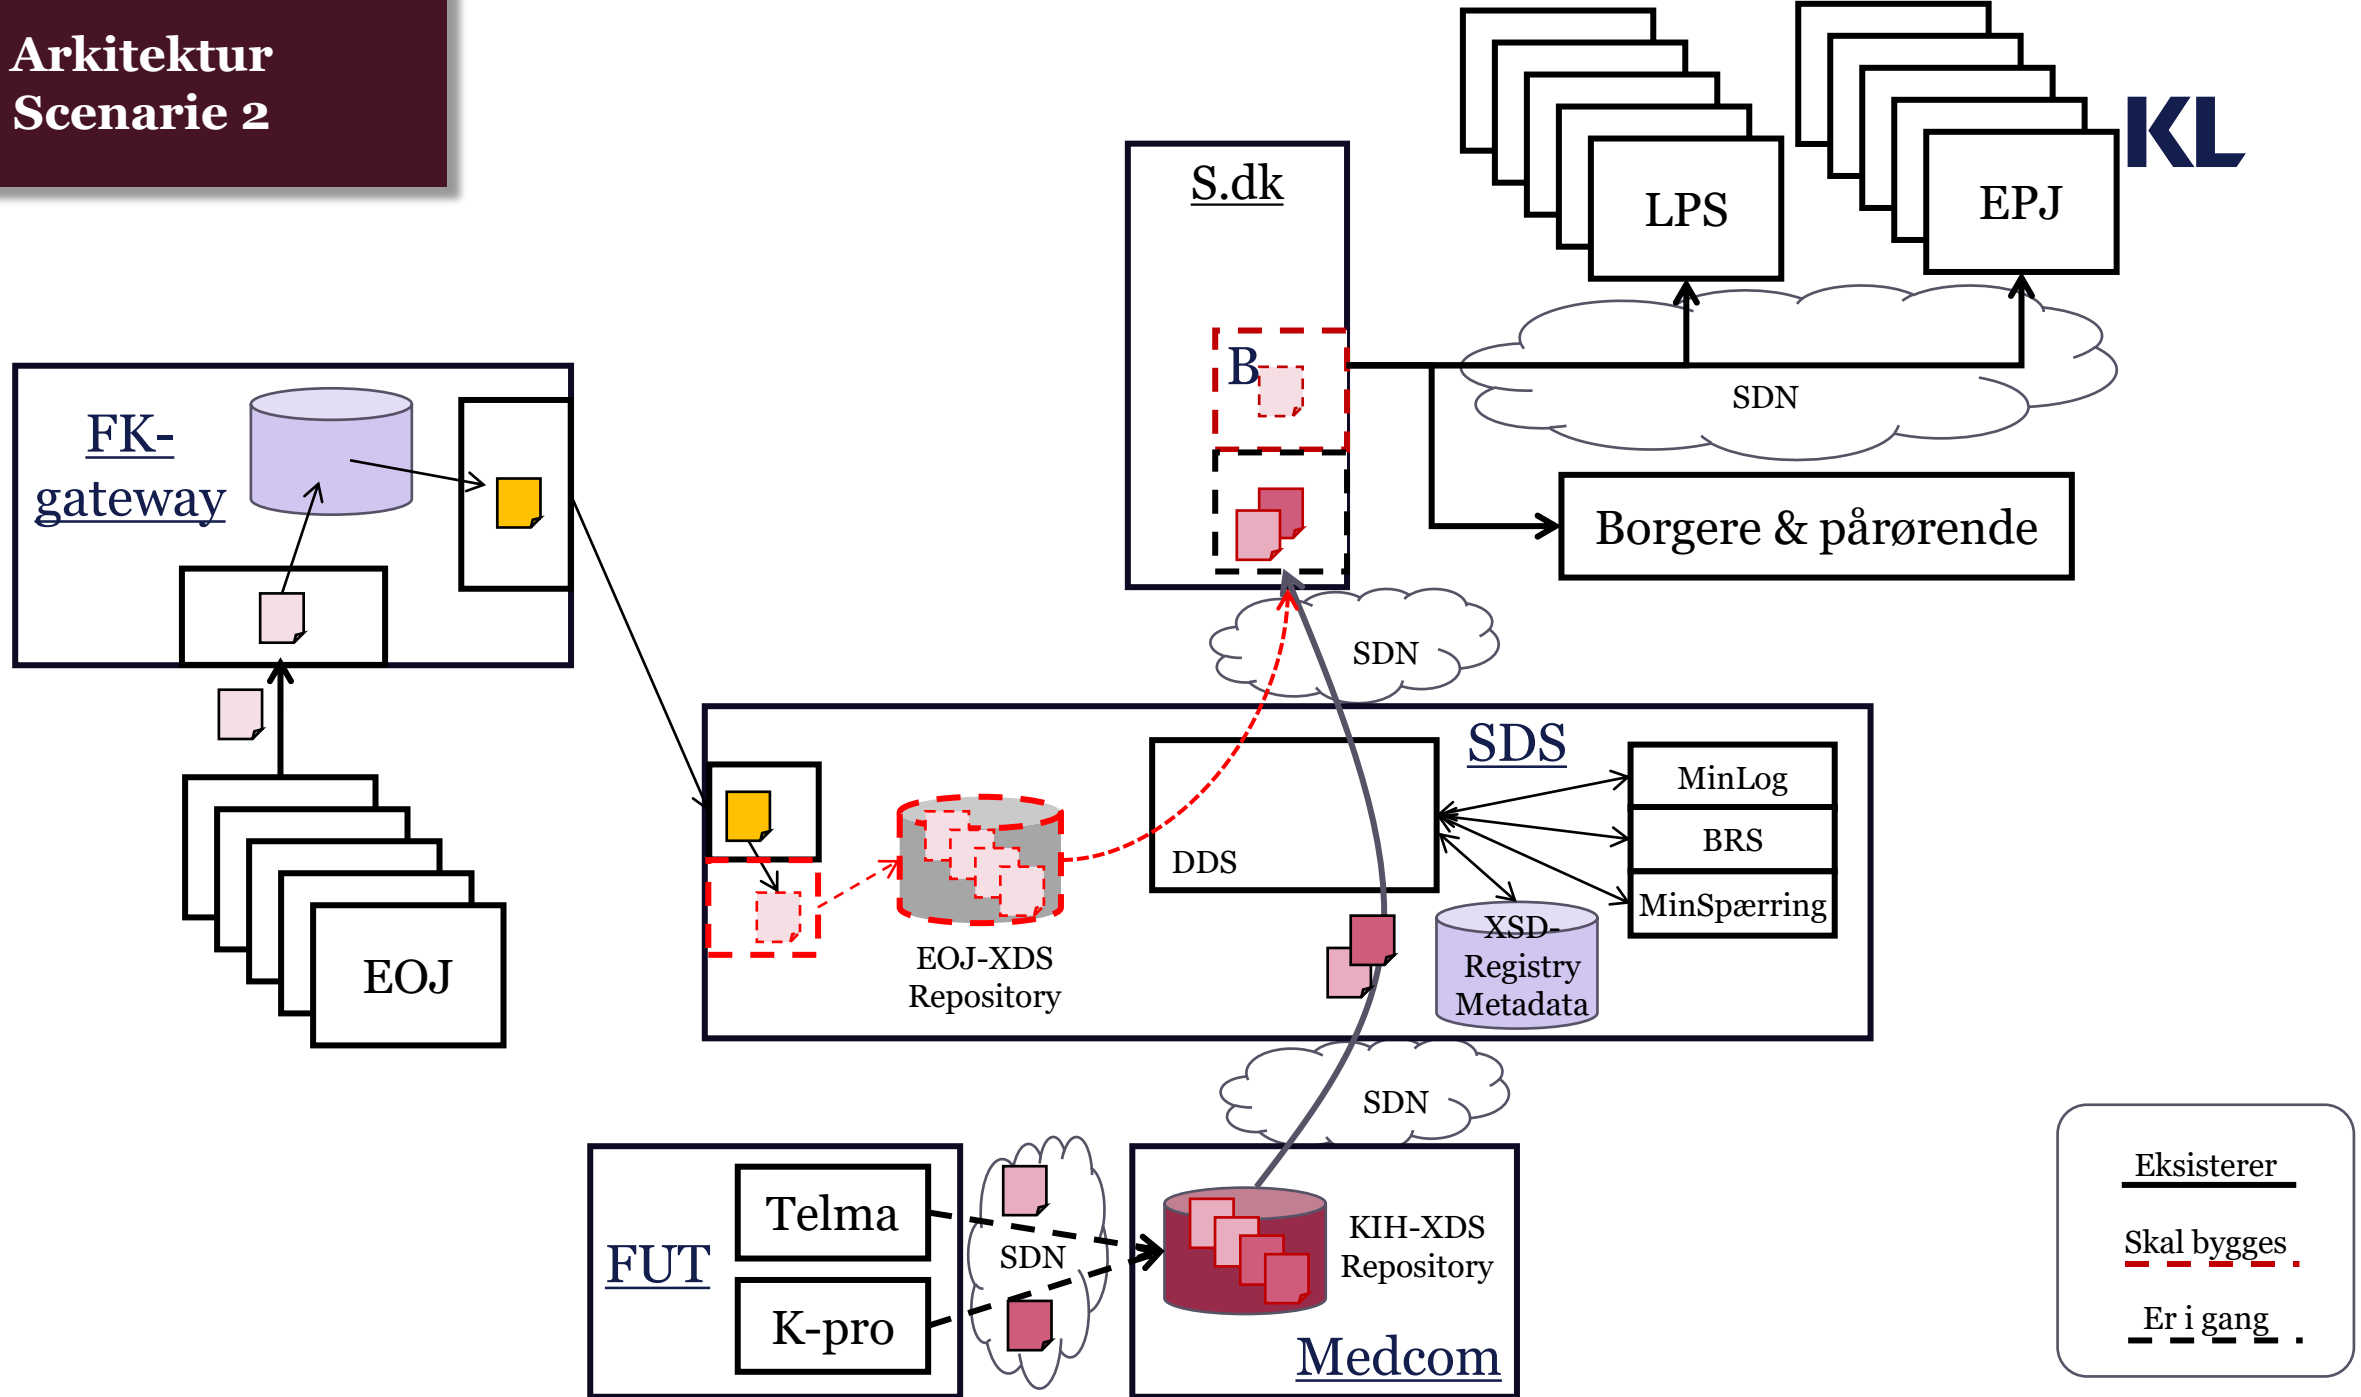 Arkitektur
Scenarie 2
S.dk
LPS
EPJ
KL
B
SDN
FK-
gateway
Borgere & pårørende
SDN
SDS
MinLog
BRS
MinSpærring
DDS
XSD-
Registry
Metadata
EOJ-XDS
Repository
EOJ
SDN
Telma
K-pro
FUT
SDN
KIH-XDS
Repository
Medcom
Eksisterer
Skal bygges
Er i gang